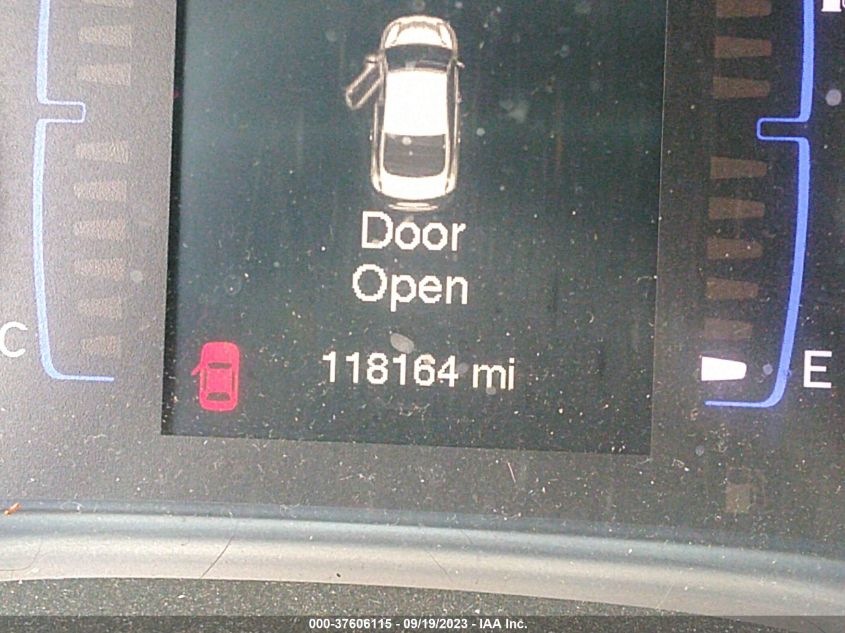 Door
Open
C
118164 mi
E
000-37606115 - 09/19/2023 - IAA Inc.